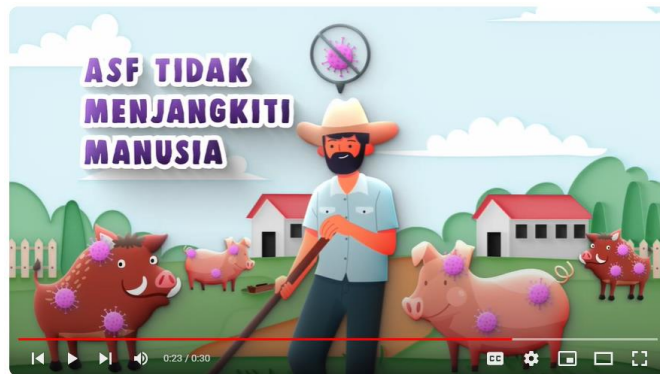 ASF TIDAK
MENJANGKITI
MANUSIA
0:23 / 0:30
CC